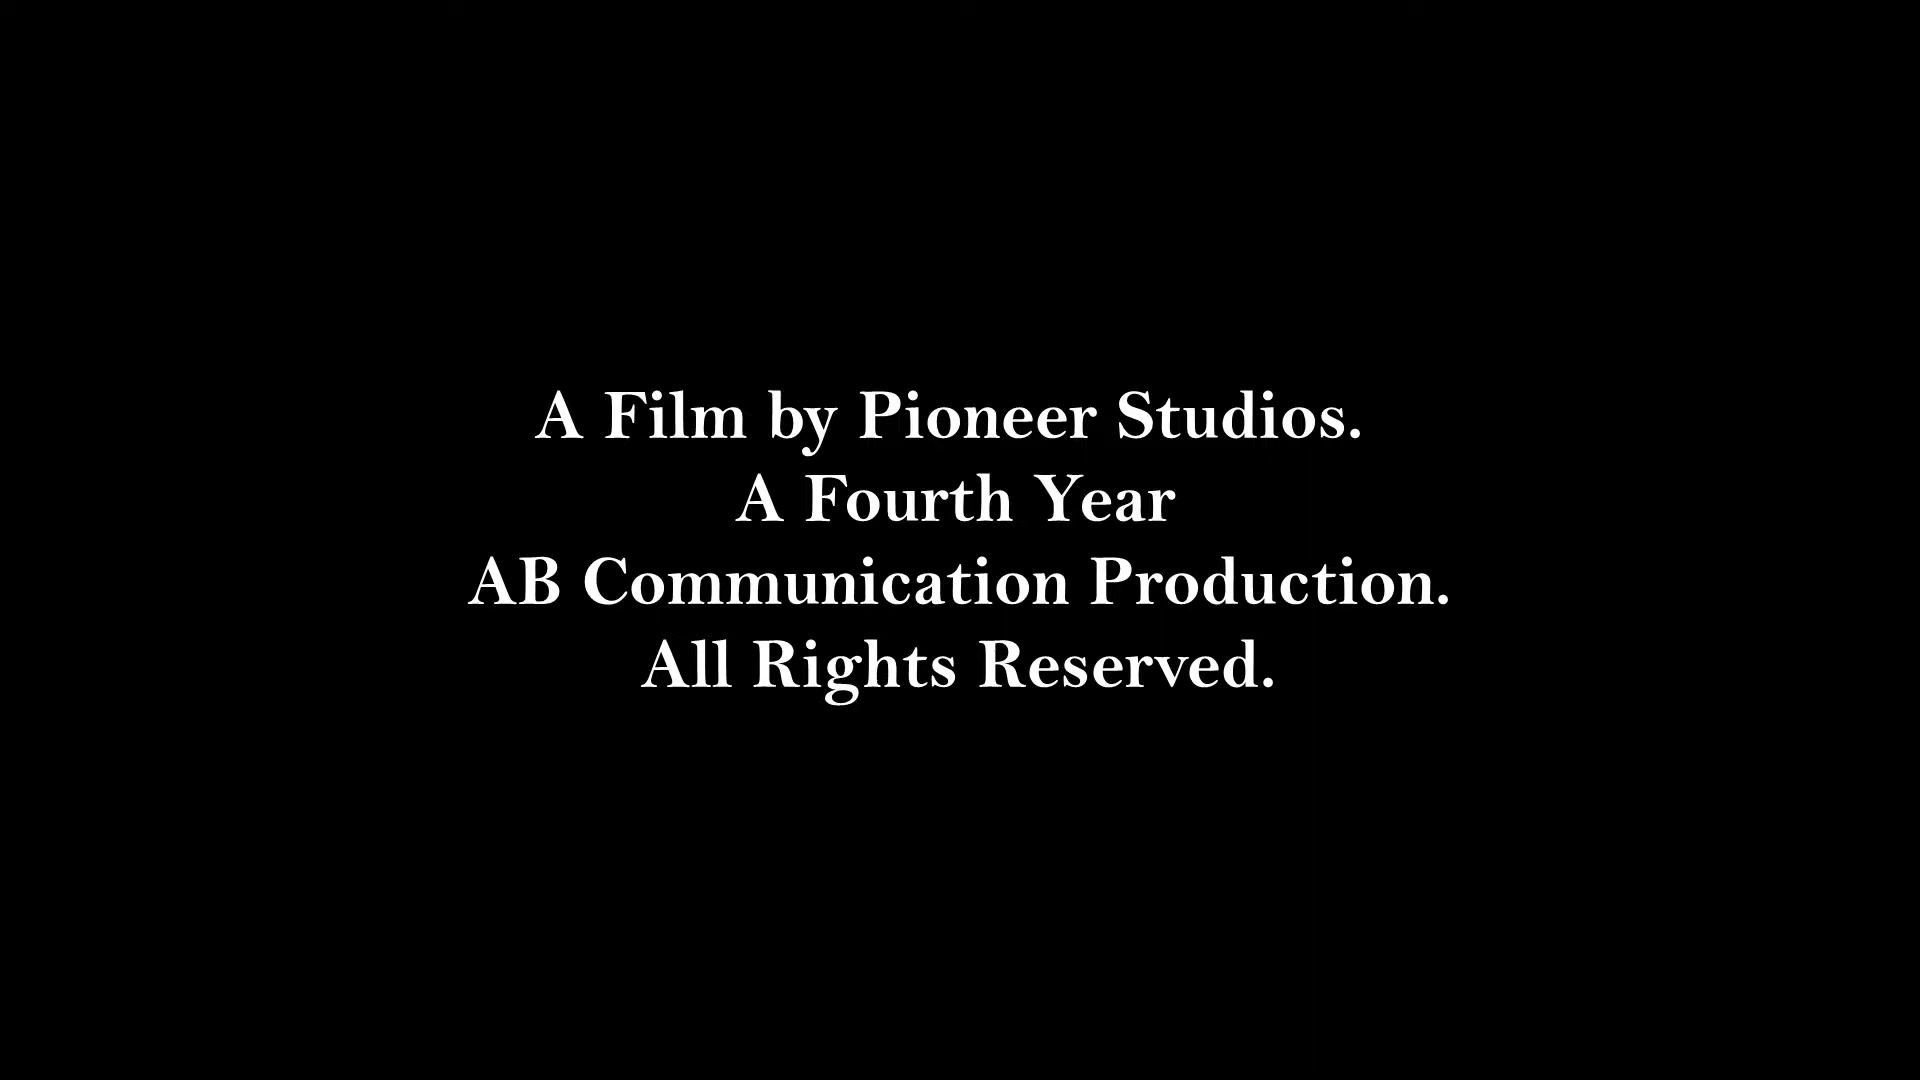 A Film by Pioneer Studios.
A Fourth Year
AB Communication Production.
All Rights Reserved.